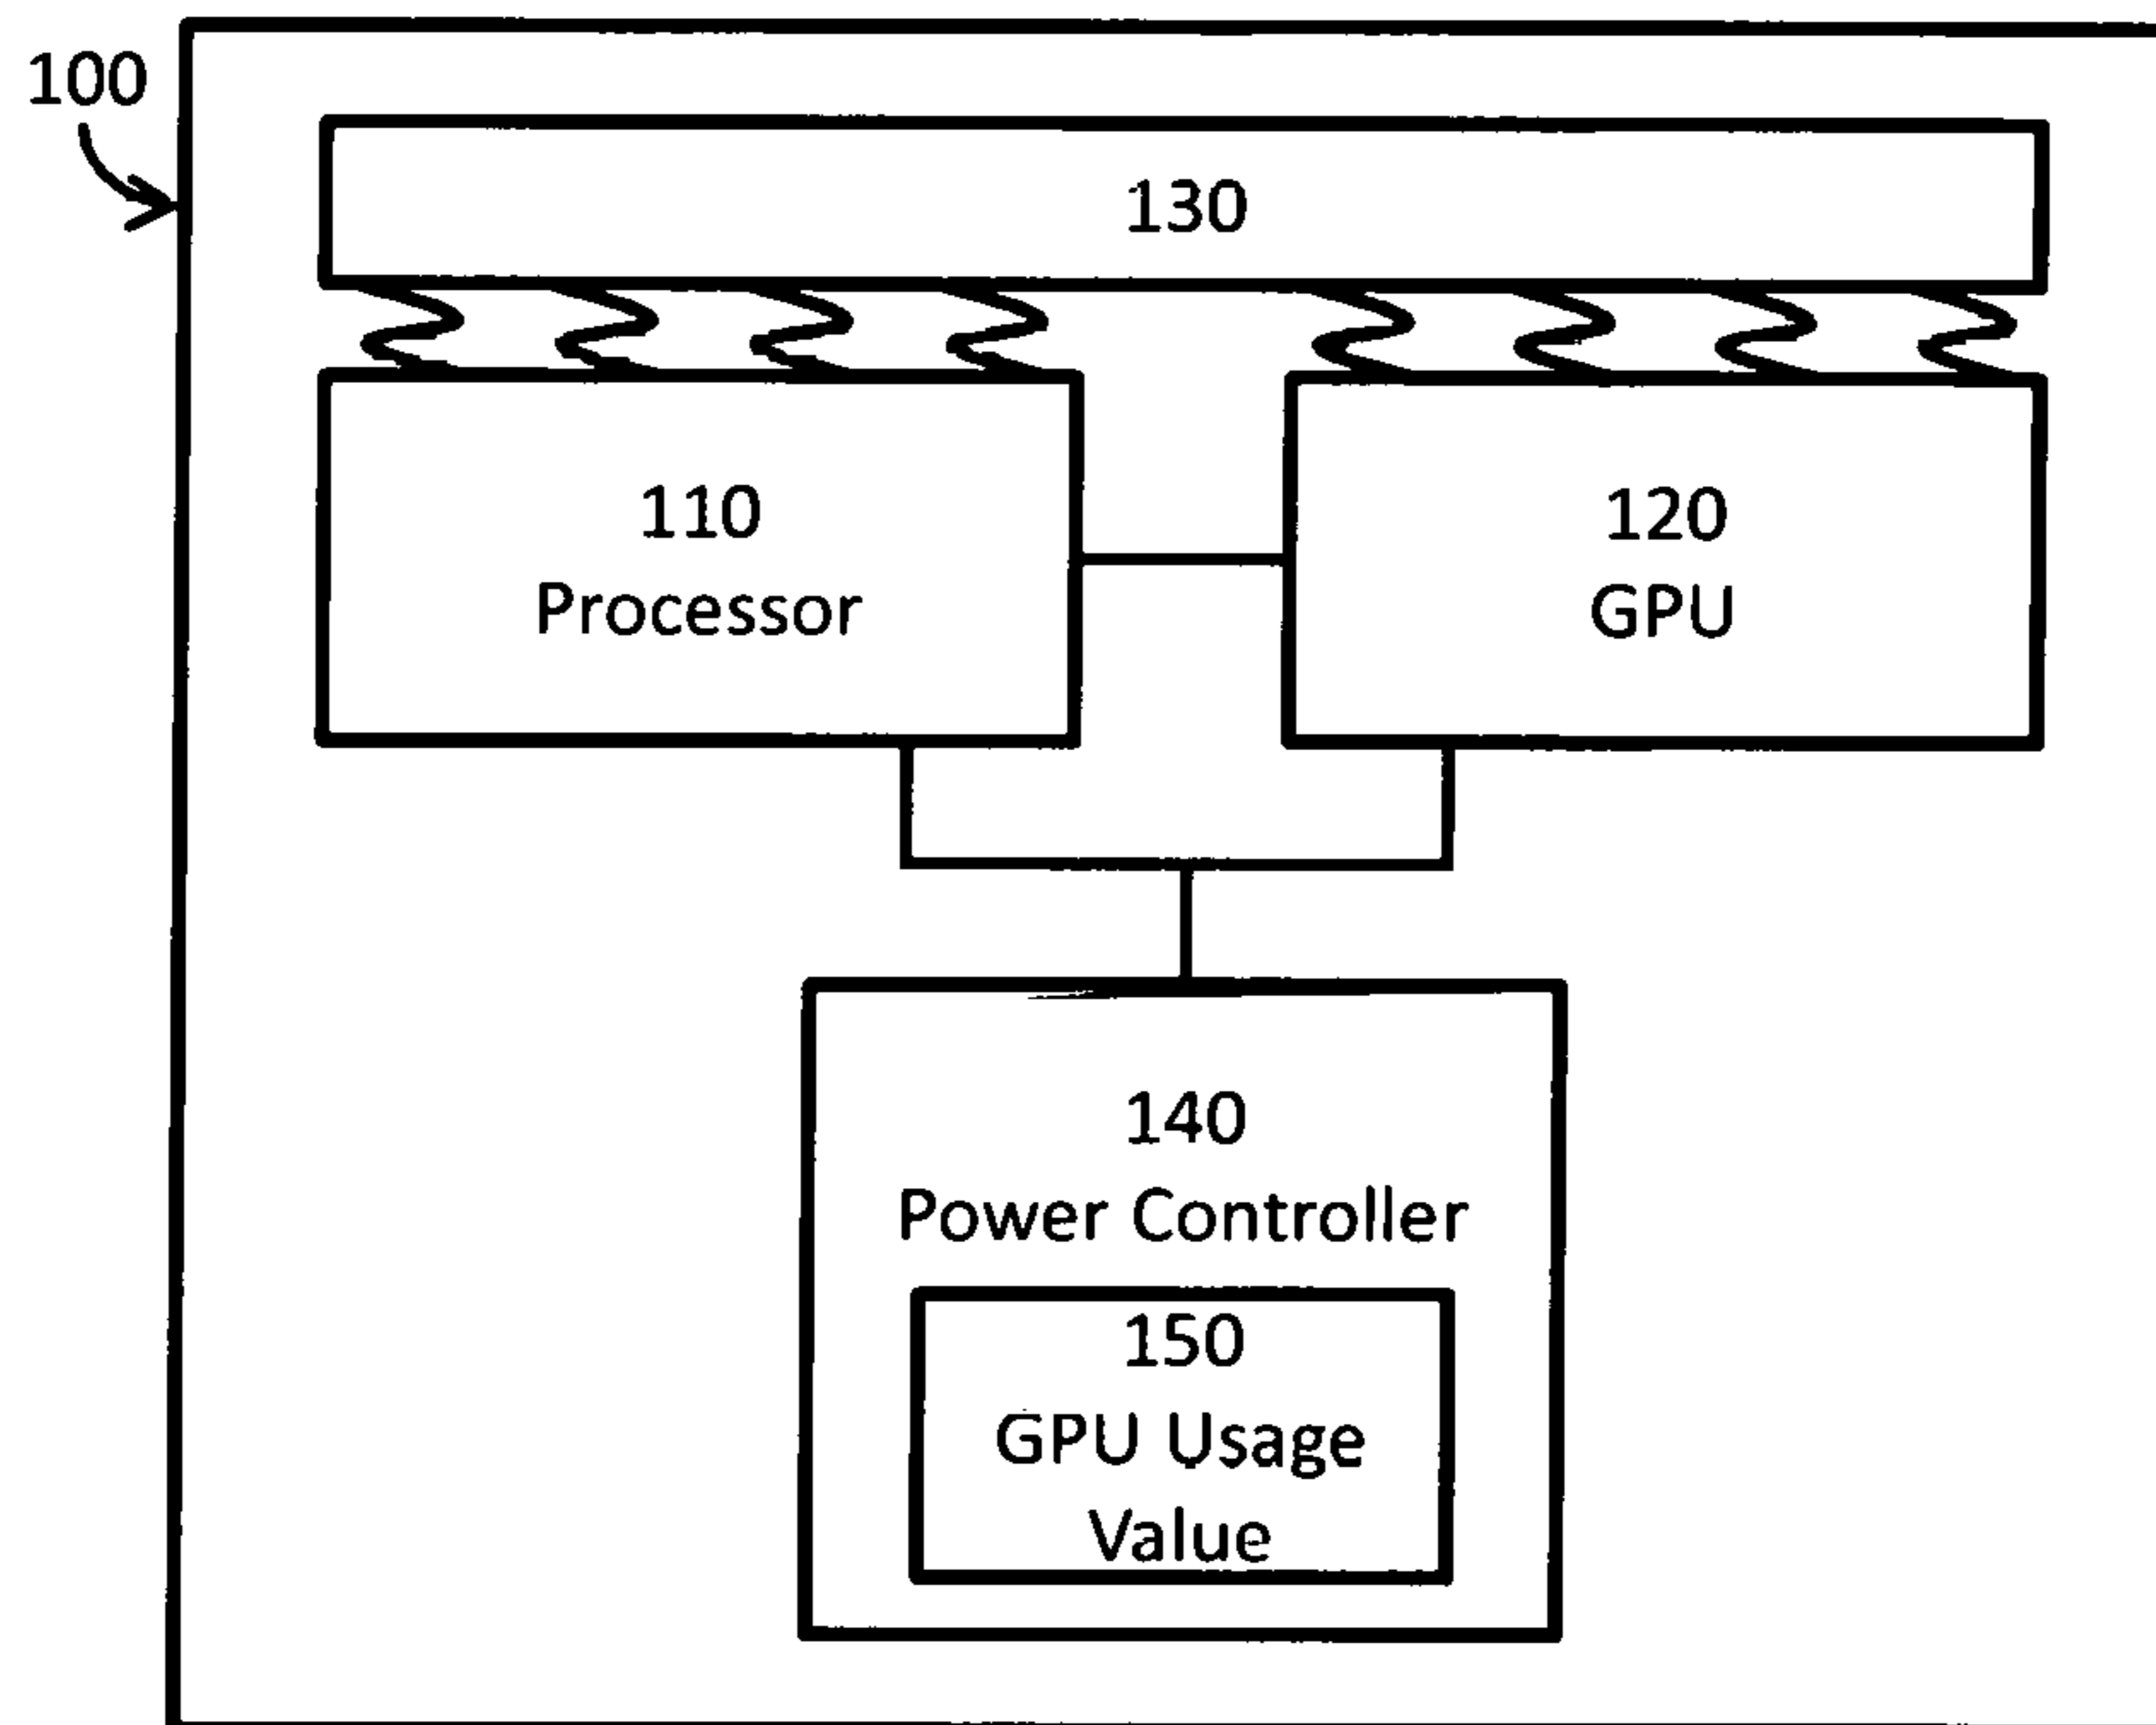 100
130
110
Processor
120
GPU
140
Power Controller
150
GPU Usage
Value